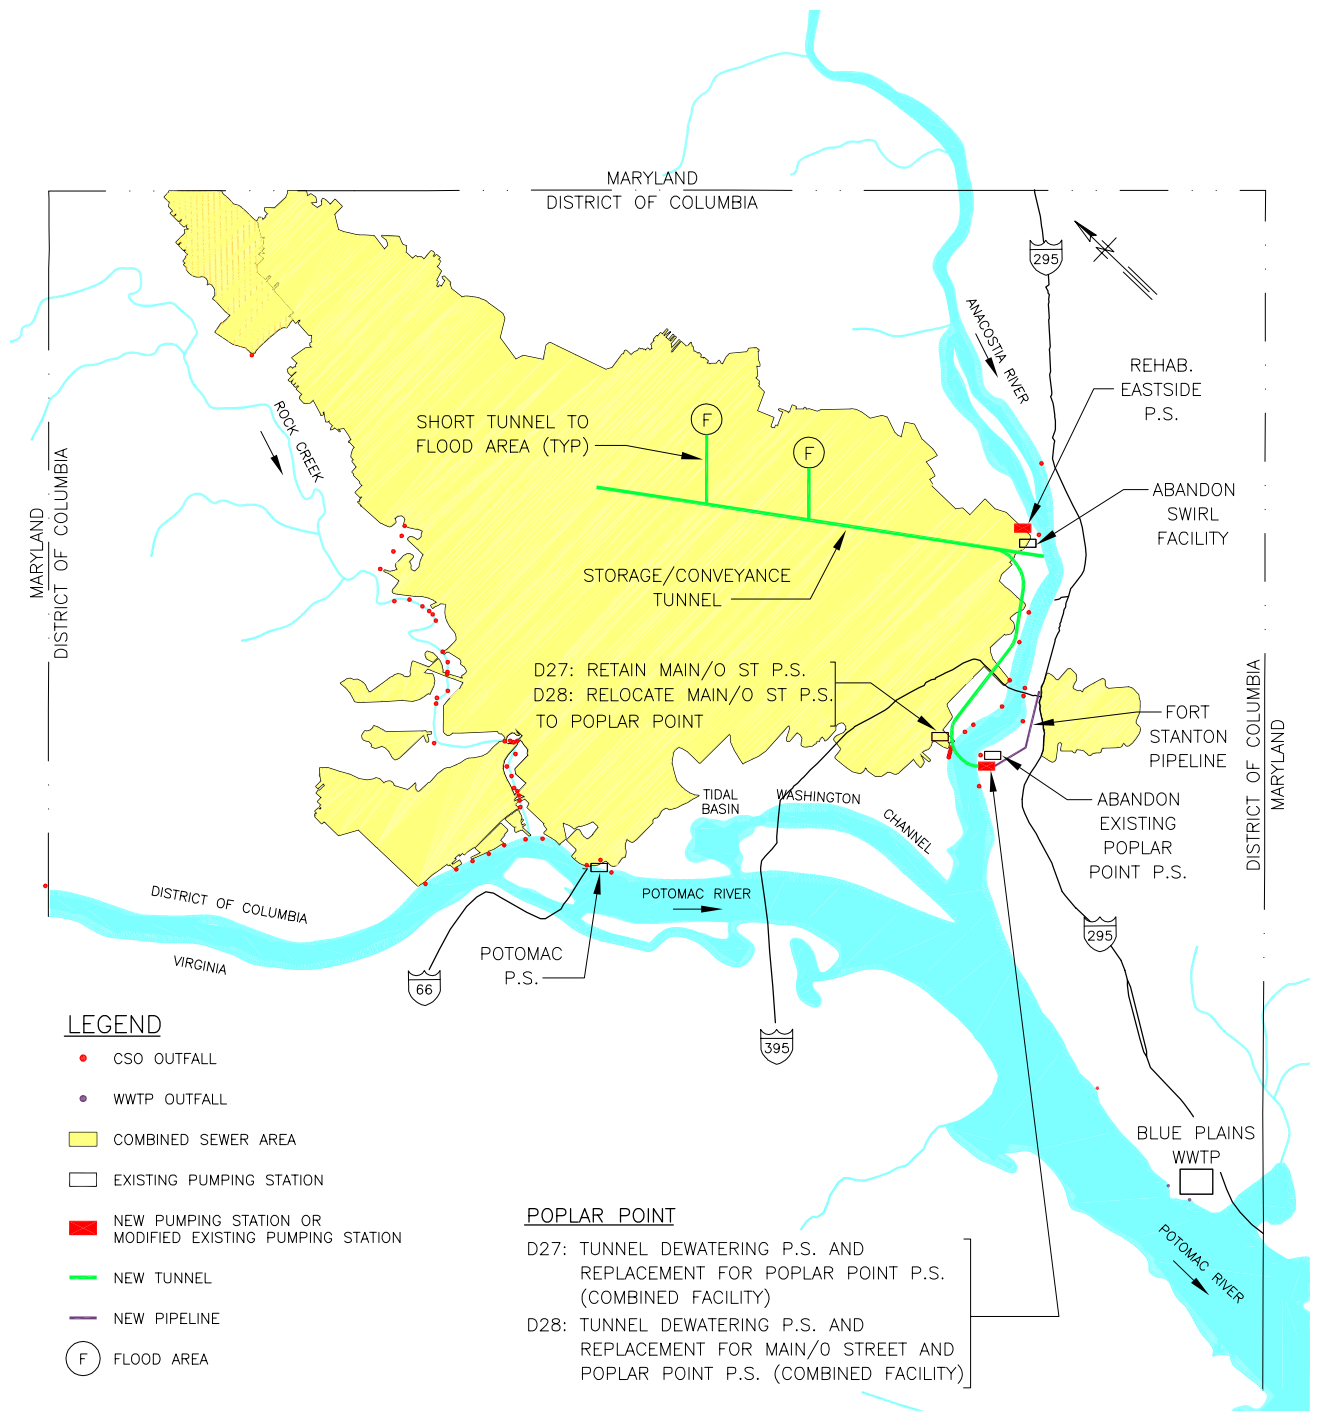 MARYLAND
DISTRICT OF COLUMBIA
295
N
ANACOSTIA RIVER
REHAB.
EASTSIDE
P.S.
ROCK CREEK
SHORT TUNNEL TO
FLOOD AREA (TYP)
F
F
ABANDON
SWIRL
FACILITY
MARYLAND
DISTRICT OF COLUMBIA
STORAGE/CONVEYANCE
TUNNEL
D27: RETAIN MAIN/O ST P.S.
D28: RELOCATE MAIN/O ST P.S.
TO POPLAR POINT
FORT
STANTON
PIPELINE
DISTRICT OF COLUMBIA
MARYLAND
TIDAL
BASIN
WASHINGTON
CHANNEL
ABANDON
EXISTING
POPLAR
POINT P.S.
DISTRICT OF COLUMBIA
POTOMAC RIVER
VIRGINIA
POTOMAC
P.S.
295
66
395
LEGEND
CSO OUTFALL
WWTP OUTFALL
COMBINED SEWER AREA
EXISTING PUMPING STATION
NEW PUMPING STATION OR
MODIFIED EXISTING PUMPING STATION
NEW TUNNEL
NEW PIPELINE
F FLOOD AREA
BLUE PLAINS
WWTP
POTOMAC RIVER
POPLAR POINT
D27: TUNNEL DEWATERING P.S. AND
REPLACEMENT FOR POPLAR POINT P.S.
(COMBINED FACILITY)
D28: TUNNEL DEWATERING P.S. AND
REPLACEMENT FOR MAIN/O STREET AND
POPLAR POINT P.S. (COMBINED FACILITY)